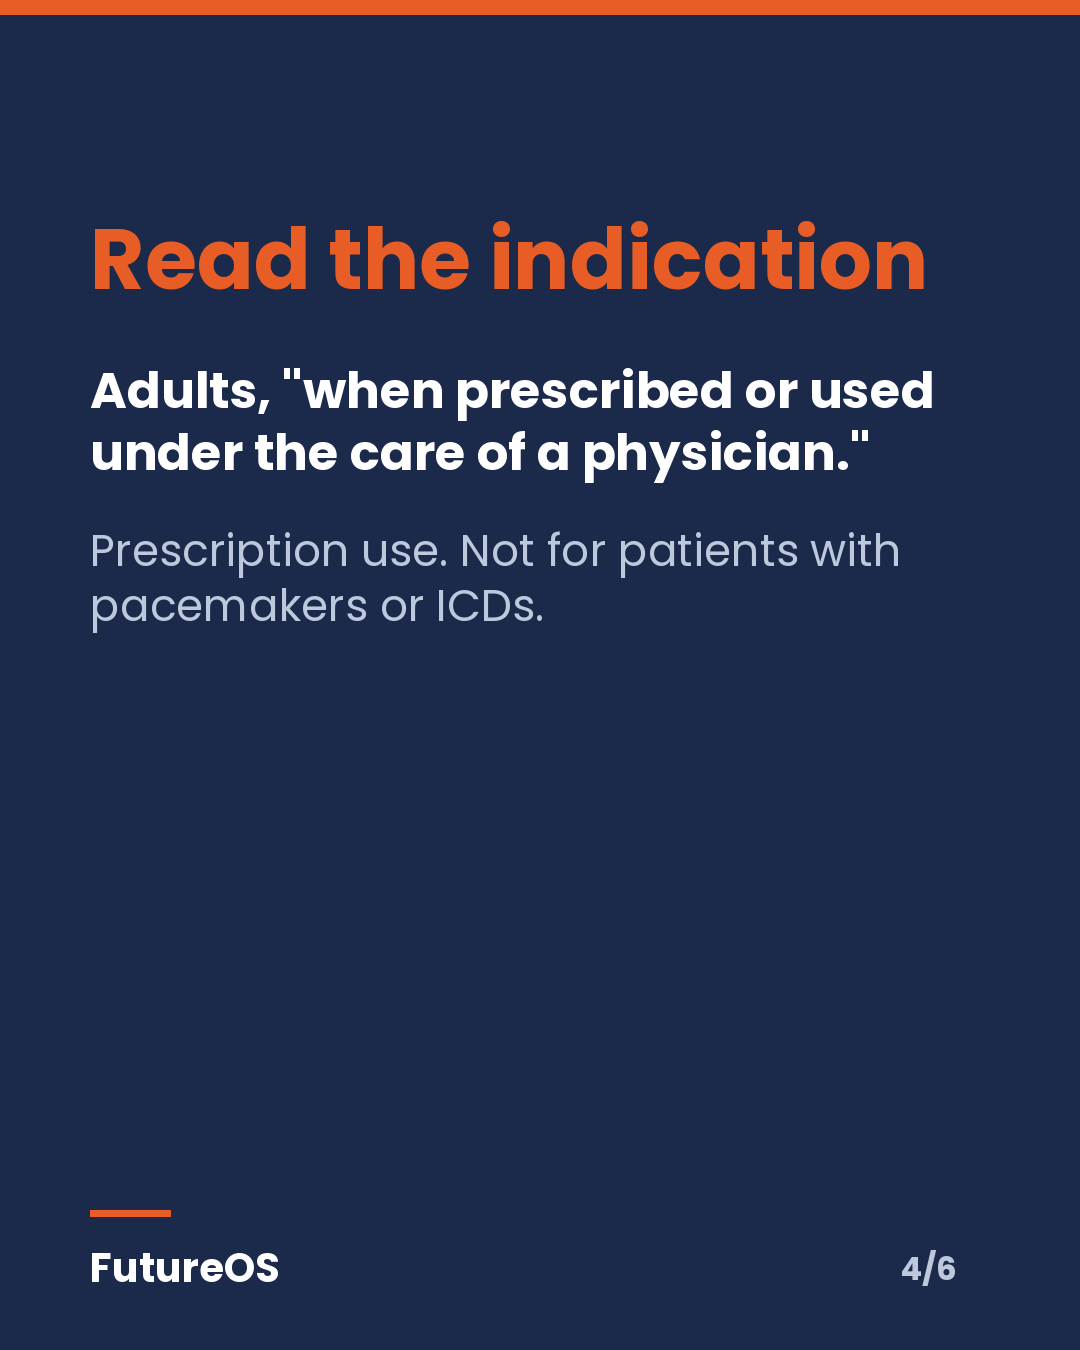 Read the indication
Adults, "when prescribed or used
under the care of a physician."
Prescription use. Not for patients with
pacemakers or ICDs.
FutureOS
4/6